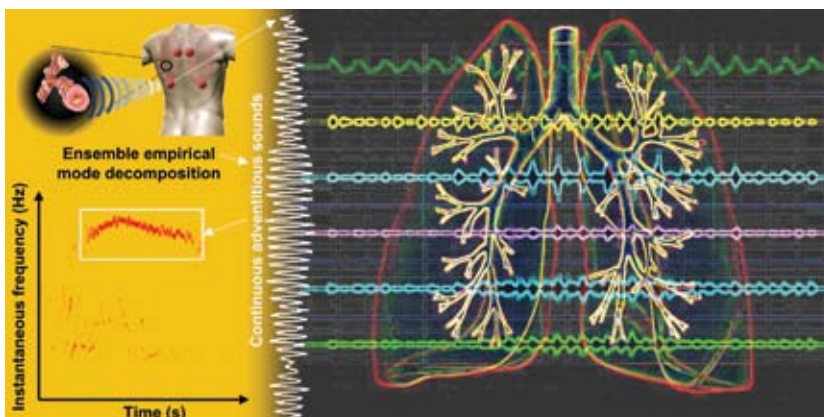 Ensemble empirical
mode decomposition
Continuous adventitious sounds
Instantaneous frequency (Hz)
Time (s)